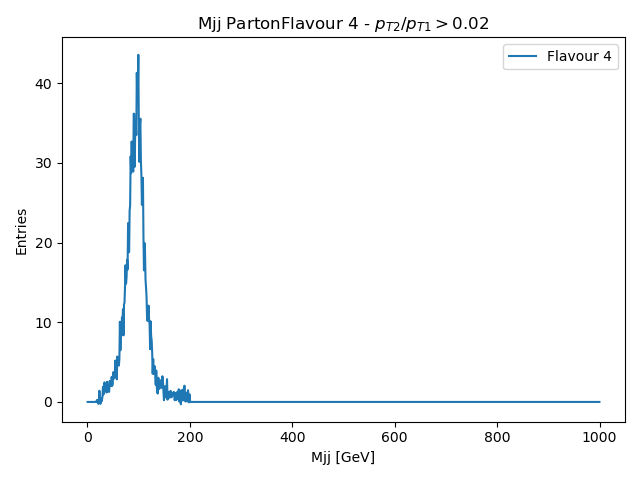 Mjj PartonFlavour 4 - $p_{T2}/p_{T1} > 0.02$
Flavour 4
Entries
40
30
20
10
0
0 200 400 600 800 1000
Mjj [GeV]